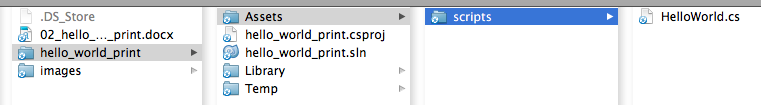 .DS_Store
02_hello_..._print.docx
hello_world_print
images
Assets
hello_world_print.csproj
hello_world_print.sln
Library
Temp
scripts
HelloWorld.cs